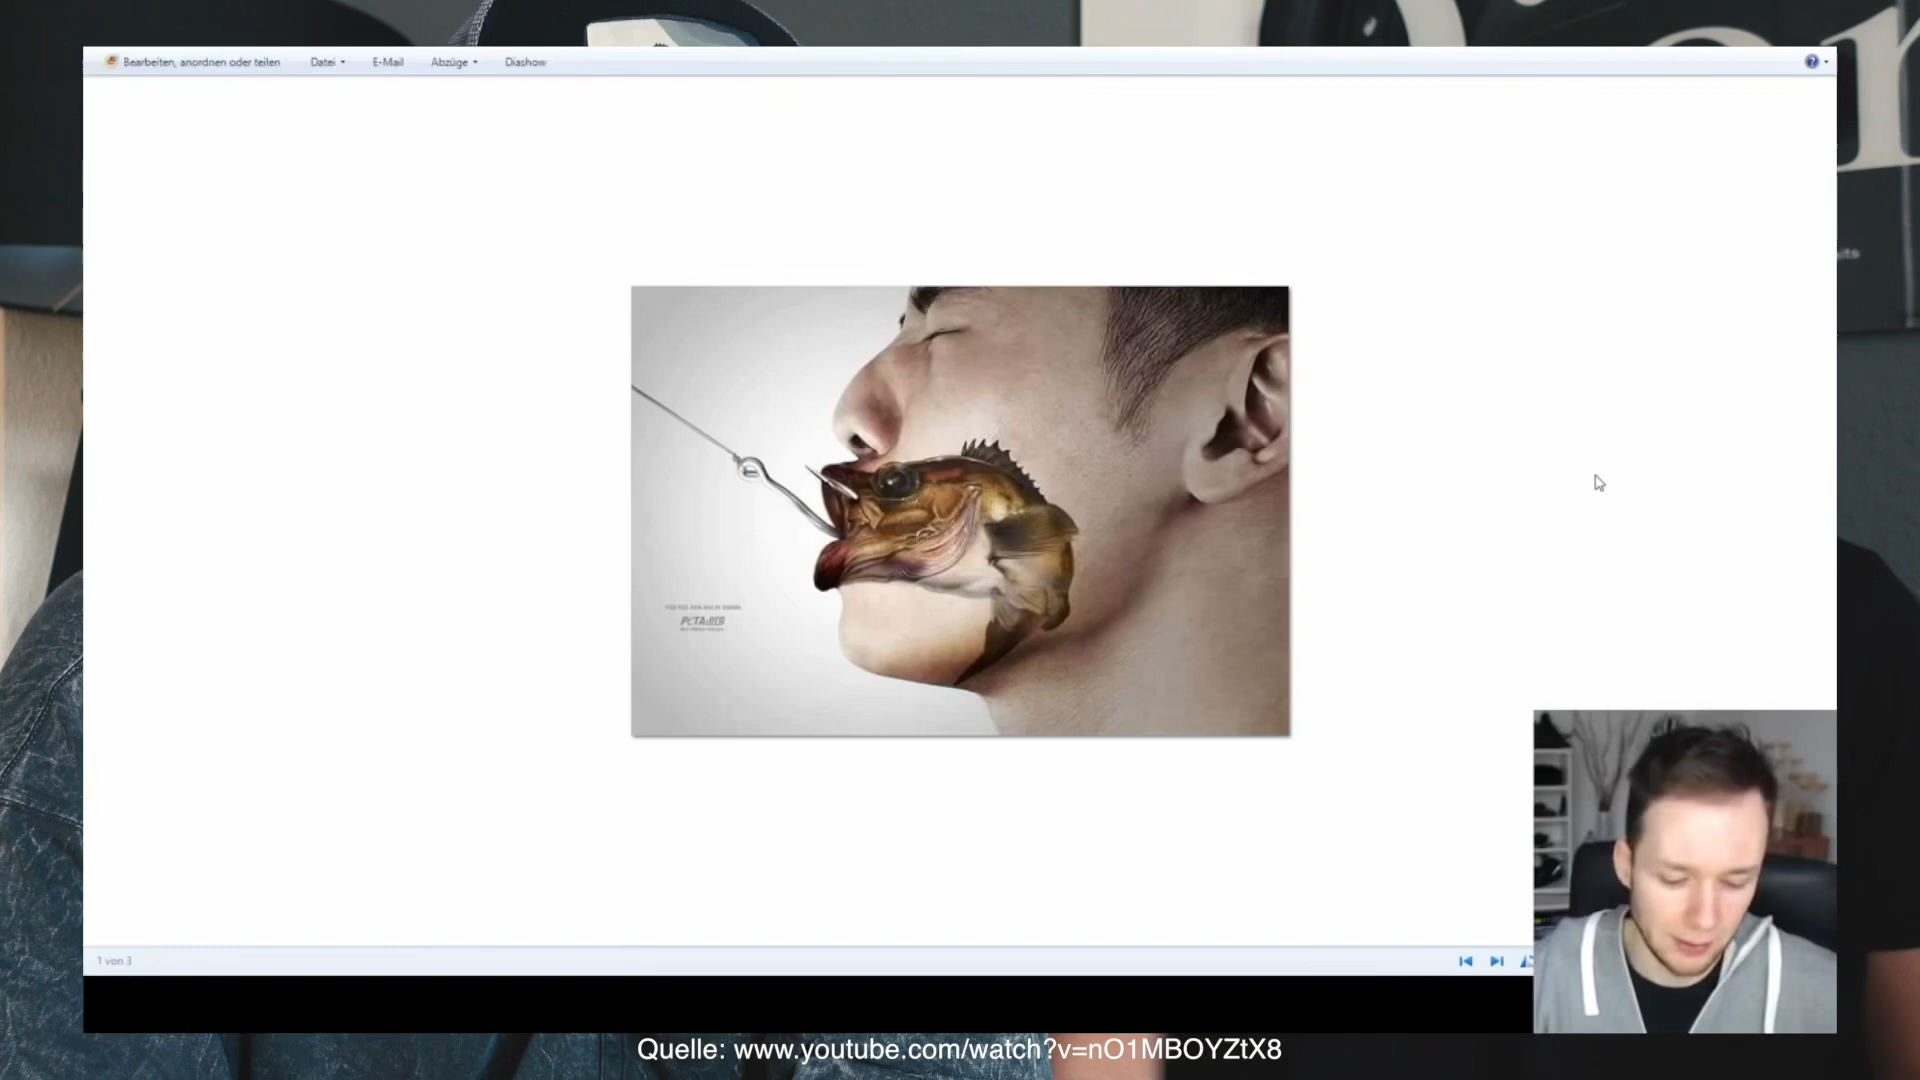 Bearbeiten, anordnen oder teilen Datei E-Mail Abzüge Diashow
1 von 3
Quelle: www.youtube.com/watch?v=nO1MBOYZtX8